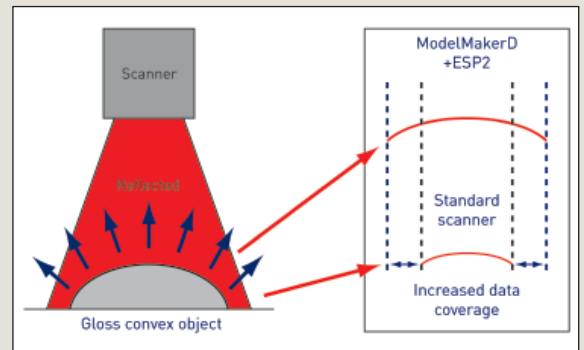 Scanner
Reflected
Gloss convex object
ModelMakerD
+ESP2
Standard
scanner
Increased data
coverage